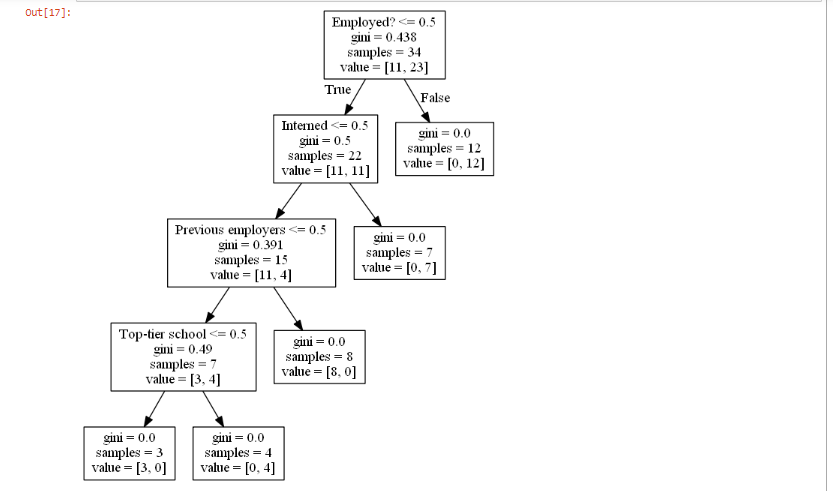 Out[17]:
Employed? <= 0.5
gini = 0.438
samples = 34
value = [11, 23]
True
False
Interned <= 0.5
gini = 0.5
samples = 22
value = [11, 11]
gini = 0.0
samples = 12
value = [0, 12]
Previous employers <= 0.5
gini = 0.391
samples = 15
value = [11, 4]
gini = 0.0
samples = 7
value = [0, 7]
Top-tier school <= 0.5
gini = 0.49
samples = 7
value = [3, 4]
gini = 0.0
samples = 8
value = [8, 0]
gini = 0.0
samples = 3
value = [3, 0]
gini = 0.0
samples = 4
value = [0, 4]